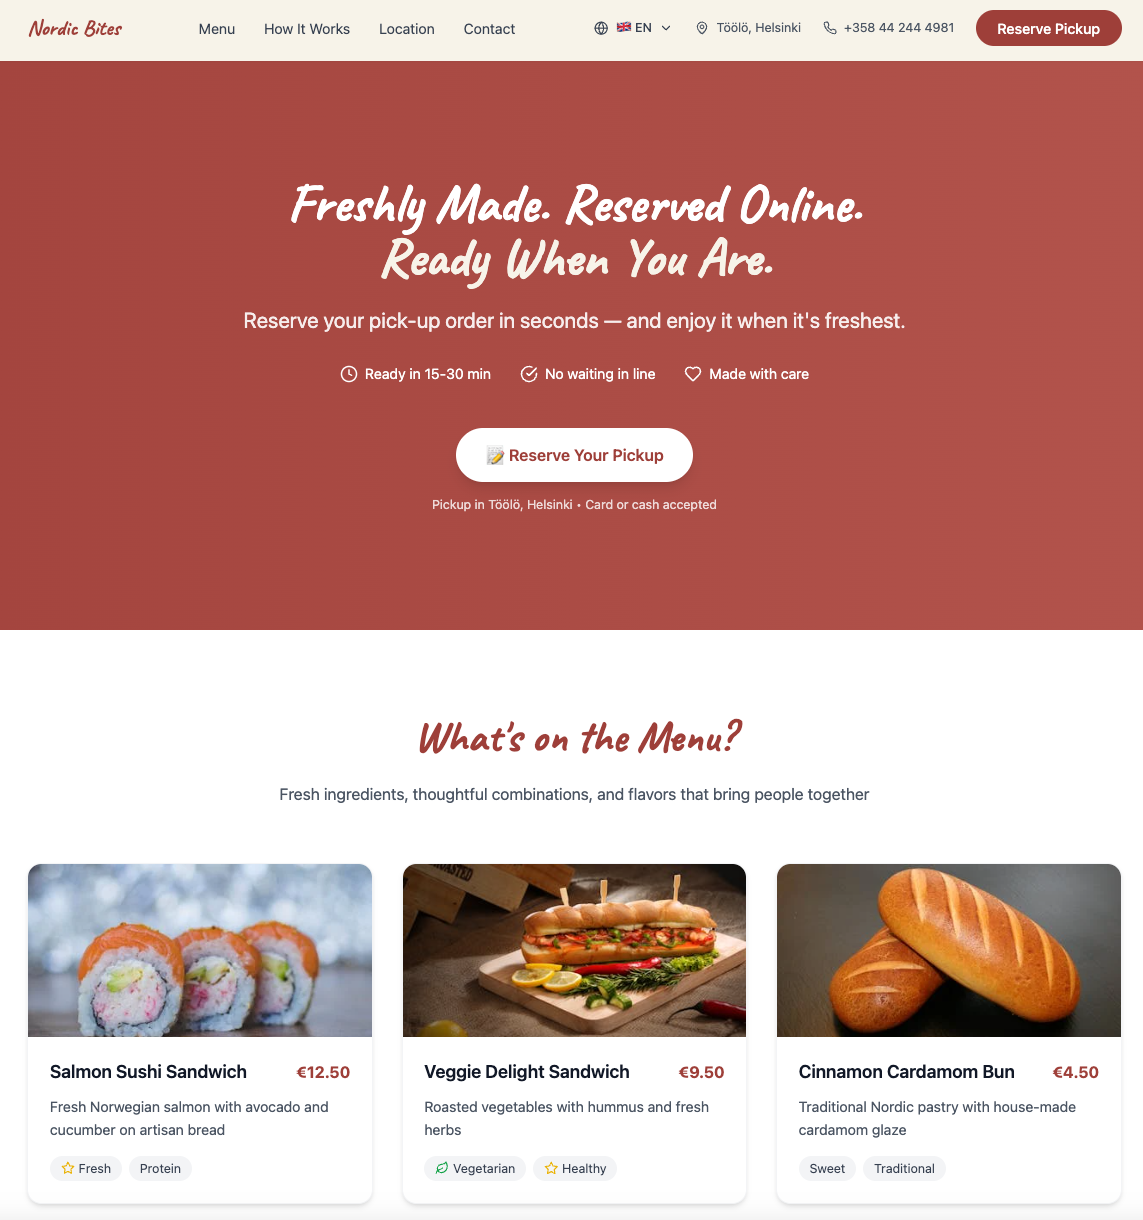 Nordic Bites
Menu How It Works Location Contact
EN
Töölö, Helsinki
+358 44 244 4981
Reserve Pickup
Freshly Made. Reserved Online.
Ready When You Are.
Reserve your pick-up order in seconds — and enjoy it when it's freshest.
Ready in 15-30 min No waiting in line Made with care
📝 Reserve Your Pickup
Pickup in Töölö, Helsinki • Card or cash accepted
What's on the Menu?
Fresh ingredients, thoughtful combinations, and flavors that bring people together
Salmon Sushi Sandwich €12.50
Fresh Norwegian salmon with avocado and
cucumber on artisan bread
Fresh Protein
Veggie Delight Sandwich €9.50
Roasted vegetables with hummus and fresh
herbs
Vegetarian Healthy
Cinnamon Cardamom Bun €4.50
Traditional Nordic pastry with house-made
cardamom glaze
Sweet Traditional